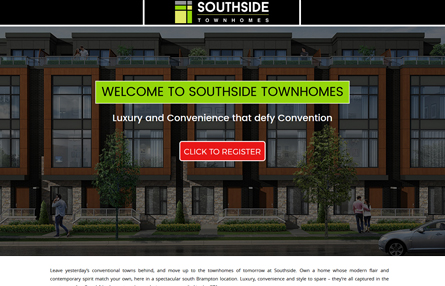 SOUTHSIDE
TOWNHOMES
WELCOME TO SOUTHSIDE TOWNHOMES
Luxury and Convenience that defy Convention
CLICK TO REGISTER
Leave yesterday's conventional towns behind, and move up to the townhomes of tomorrow at Southside. Own a home whose modern flair and
contemporary spirit match your own, here in a spectacular south Brampton location. Luxury, convenience and style to spare – they're all captured in the